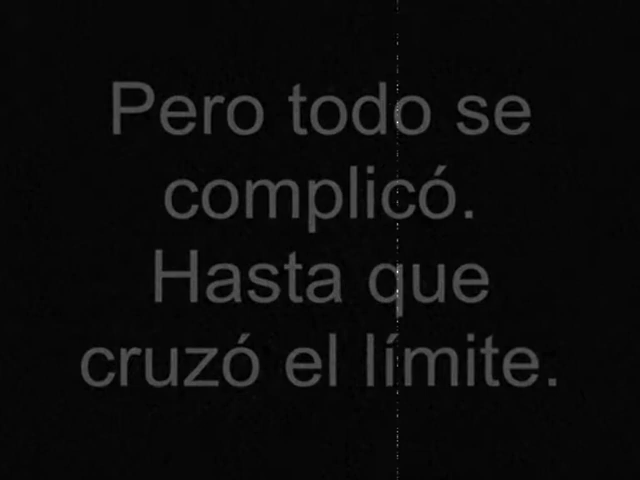 Pero todo se
complicó.
Hasta que
cruzó el límite.